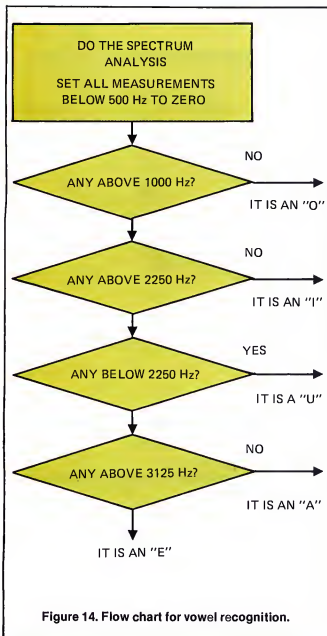 DO THE SPECTRUM
ANALYSIS
SET ALL MEASUREMENTS
BELOW 500 Hz TO ZERO
NO
ANY ABOVE 1000 Hz?
IT IS AN "O"
NO
ANY ABOVE 2250 Hz?
IT IS AN "I"
YES
ANY BELOW 2250 Hz?
IT IS A "U"
NO
ANY ABOVE 3125 Hz?
IT IS AN "A"
IT IS AN "E"
Figure 14. Flow chart for vowel recognition.